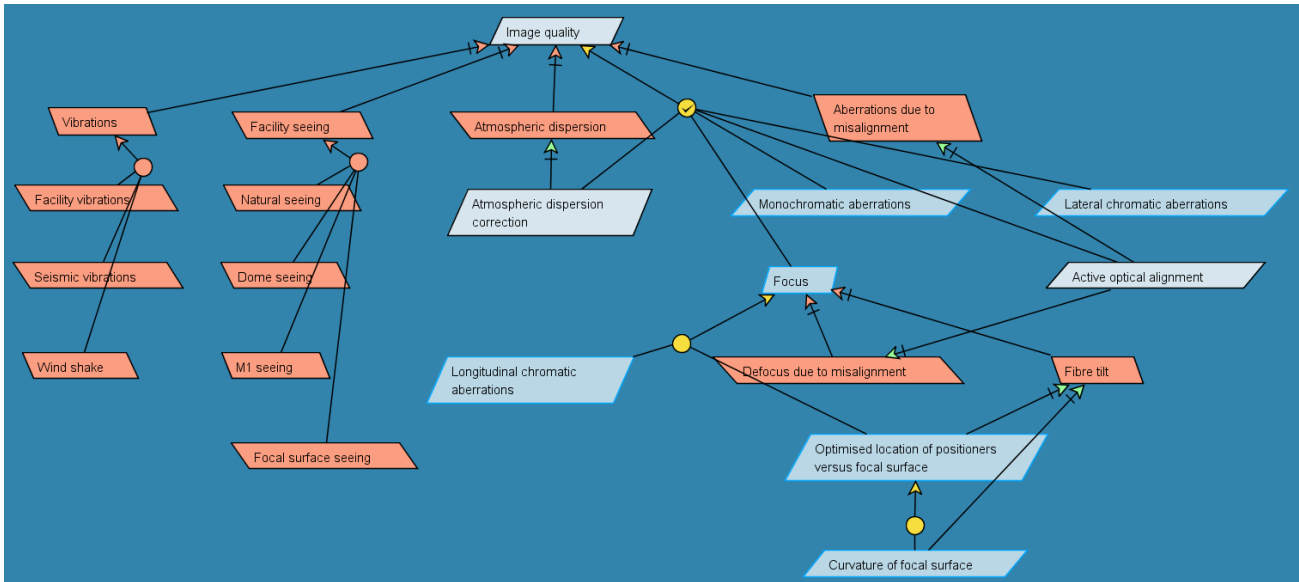 Image quality
Vibrations
Facility seeing
Atmospheric dispersion
Aberrations due to
misalignment
Facility vibrations
Natural seeing
Atmospheric dispersion
correction
Monochromatic aberrations
Lateral chromatic aberrations
Seismic vibrations
Dome seeing
Focus
Active optical alignment
Wind shake
M1 seeing
Longitudinal chromatic
aberrations
Defocus due to misalignment
Fibre tilt
Focal surface seeing
Optimised location of positioners
versus focal surface
Curvature of focal surface